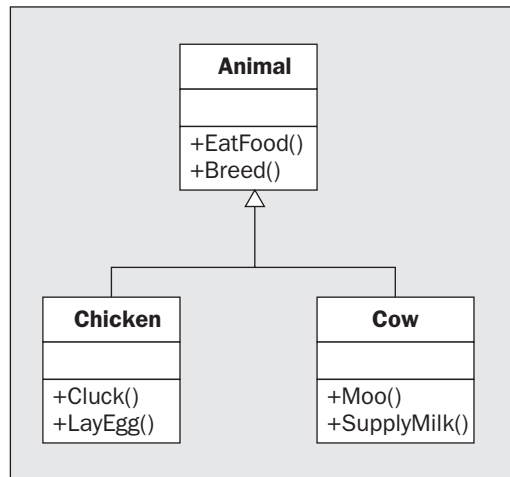 Animal
+EatFood()
+Breed()
Chicken
+Cluck()
+LayEgg()
Cow
+Moo()
+SupplyMilk()